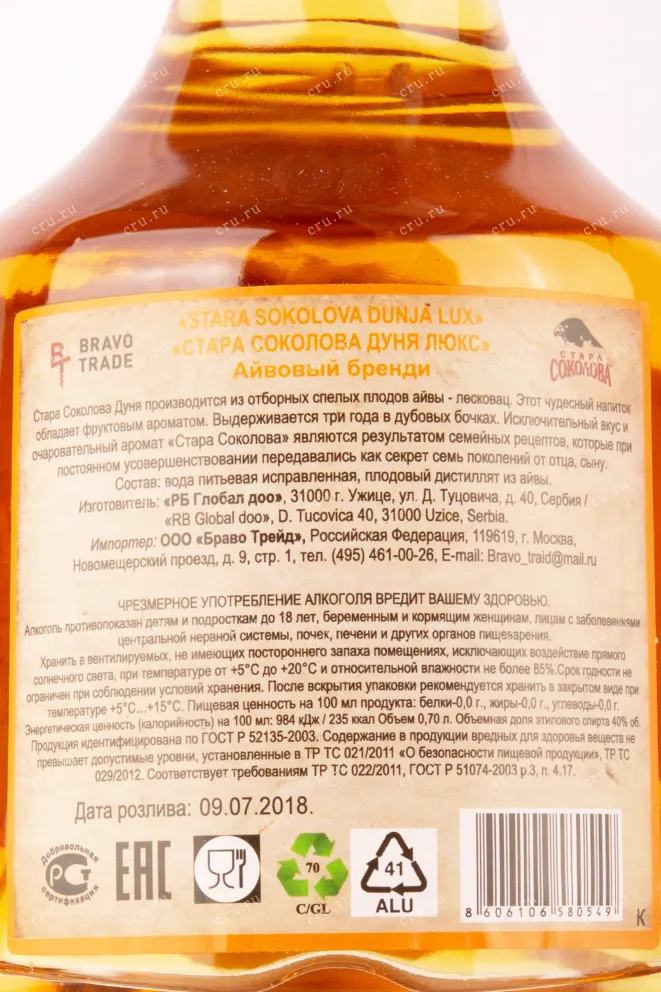 «STARA SOKOLOVA DUNJA LUX»
«СТАРА СОКОЛОВА ДУНЯ ЛЮКС»
Айвовый бренди
BT BRAVO TRADE
СТАРА СОКОЛОВА
Стара Соколова Дуня производится из отборных спелых плодов айвы - лесковац. Этот чудесный напиток
обладает фруктовым ароматом. Выдерживается три года в дубовых бочках. Исключительный вкус и
очаровательный аромат «Стара Соколова» являются результатом семейных рецептов, которые при
постоянном усовершенствовании передавались как секрет семь поколений от отца, сыну.
Состав: вода питьевая исправленная, плодовый дистиллят из айвы.
Изготовитель: «РБ Глобал доо», 31000 г. Ужице, ул. Д. Туцовича, д. 40, Сербия /
«RB Global doo», D. Tucovica 40, 31000 Uzice, Serbia.
Импортер: ООО «Браво Трейд», Российская Федерация, 119619, г. Москва,
Новомещерский проезд, д. 9, стр. 1, тел. (495) 461-00-26, E-mail: Bravo_traid@mail.ru
ЧРЕЗМЕРНОЕ УПОТРЕБЛЕНИЕ АЛКОГОЛЯ ВРЕДИТ ВАШЕМУ ЗДОРОВЬЮ.
Алкоголь противопоказан детям и подросткам до 18 лет, беременным и кормящим женщинам, лицам с заболеваниями
центральной нервной системы, почек, печени и других органов пищеварения.
Хранить в вентилируемых, не имеющих постороннего запаха помещениях, исключающих воздействие прямого
солнечного света, при температуре от +5°С до +20°С и относительной влажности не более 85%.Срок годности не
ограничен при соблюдении условий хранения. После вскрытия упаковки рекомендуется хранить в закрытом виде при
температуре +5°С...+15°С. Пищевая ценность на 100 мл продукта: белки-0,0 г., жиры-0,0 г., углеводы-0,0 г.
Энергетическая ценность (калорийность) на 100 мл: 984 кДж / 235 ккал Объем 0,70 л. Объемная доля этилового спирта 40% об.
Продукция идентифицирована по ГОСТ Р 52135-2003. Содержание в продукции вредных для здоровья веществ не
превышает допустимые уровни, установленные в ТР ТС 021/2011 «О безопасности пищевой продукции», ТР ТС
029/2012. Соответствует требованиям ТР ТС 022/2011, ГОСТ Р 51074-2003 р.3, п. 4.17.
Дата розлива: 09.07.2018.
Добровольная сертификация
РСТ
EAC
70
C/GL
41
ALU
8 606106 580549
К
cru.ru